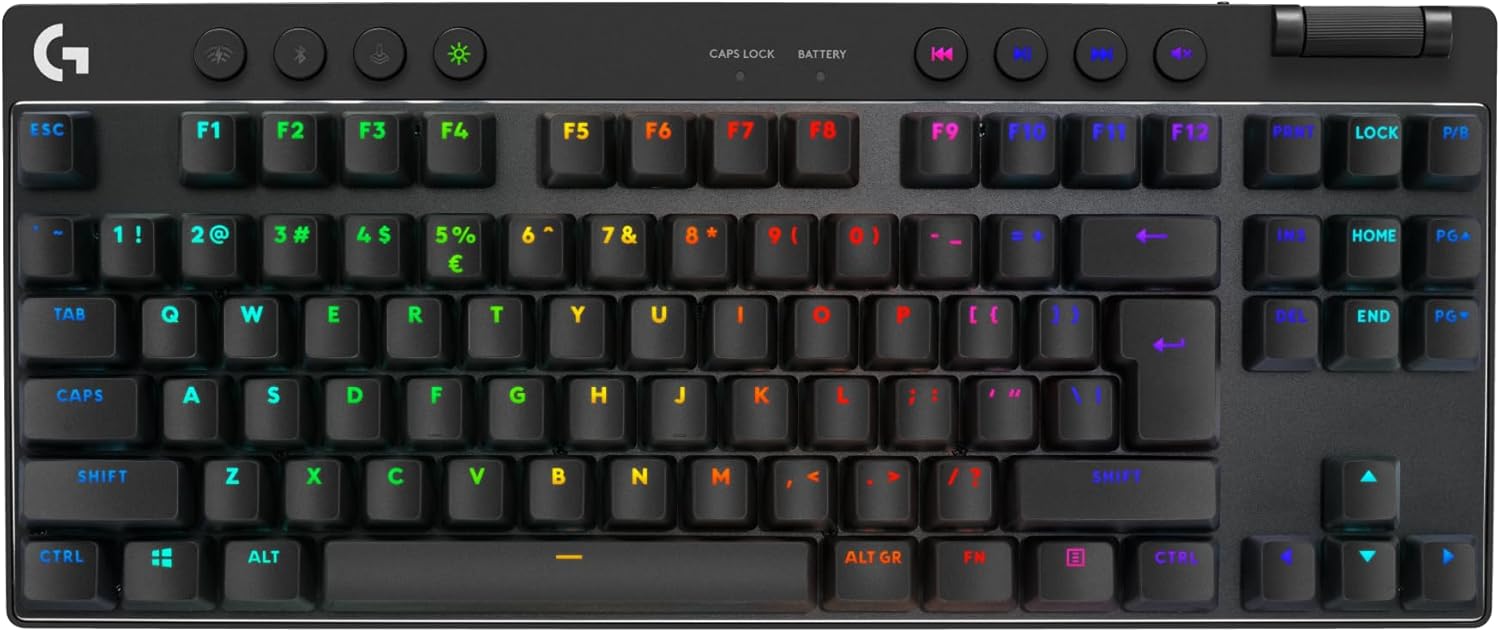 G
CAPS LOCK BATTERY
ESC F1 F2 F3 F4 F5 F6 F7 F8 F9 F10 F11 F12 PRNT LOCK P/B
` ~ 1 ! 2 @ 3 # 4 $ 5 % 6 ^ 7 & 8 * 9 ( 0 ) - _ = + ← INS HOME PG▲
€
TAB Q W E R T Y U I O P [ { ] } DEL END PG▼
CAPS A S D F G H J K L ; : ' " \ |
SHIFT Z X C V B N M , < . > / ? SHIFT
CTRL ALT ALT GR FN CTRL